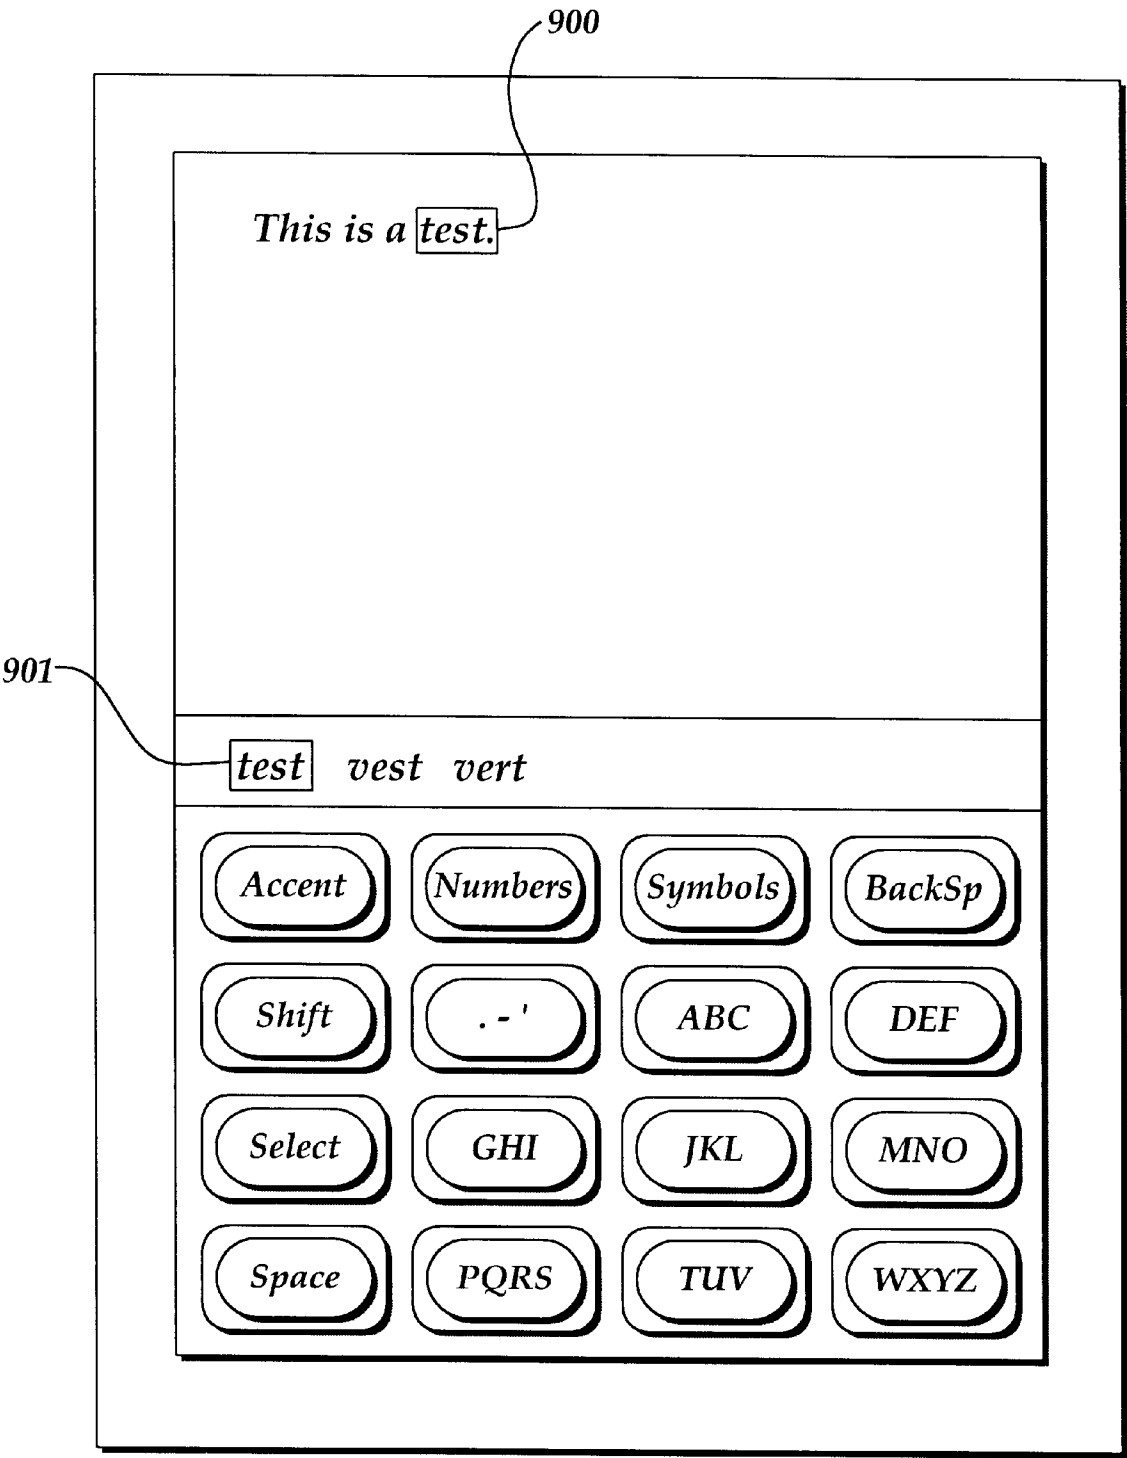 900
This is a test.
901
test vest vert
Accent Numbers Symbols BackSp
Shift . - ' ABC DEF
Select GHI JKL MNO
Space PQRS TUV WXYZ